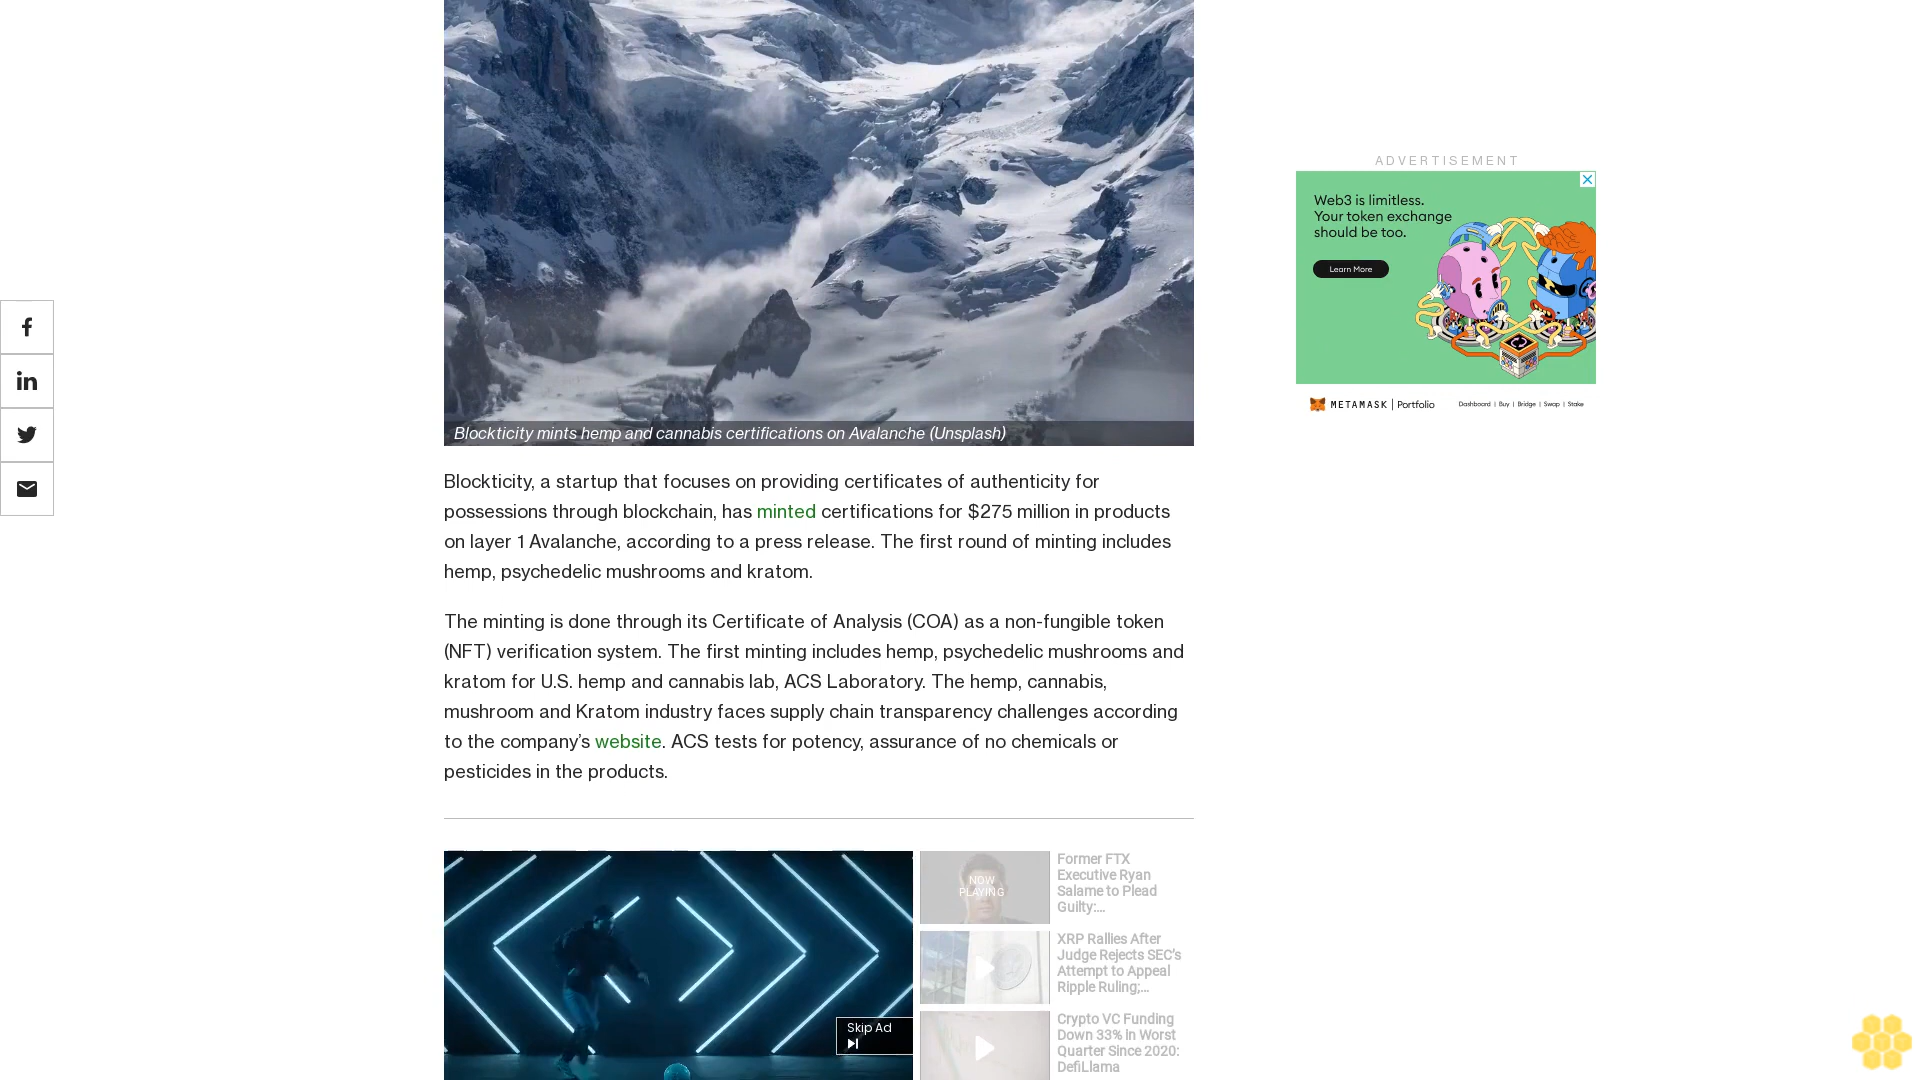 ADVERTISEMENT
Web3 is limitless.
Your token exchange
should be too.
Learn More
METAMASK | Portfolio
Dashboard | Buy | Bridge | Swap | Stake
Blockticity mints hemp and cannabis certifications on Avalanche (Unsplash)
Blockticity, a startup that focuses on providing certificates of authenticity for
possessions through blockchain, has minted certifications for $275 million in products
on layer 1 Avalanche, according to a press release. The first round of minting includes
hemp, psychedelic mushrooms and kratom.
The minting is done through its Certificate of Analysis (COA) as a non-fungible token
(NFT) verification system. The first minting includes hemp, psychedelic mushrooms and
kratom for U.S. hemp and cannabis lab, ACS Laboratory. The hemp, cannabis,
mushroom and Kratom industry faces supply chain transparency challenges according
to the company’s website. ACS tests for potency, assurance of no chemicals or
pesticides in the products.
Skip Ad
NOW
PLAYING
Former FTX
Executive Ryan
Salame to Plead
Guilty:...
XRP Rallies After
Judge Rejects SEC’s
Attempt to Appeal
Ripple Ruling;...
Crypto VC Funding
Down 33% in Worst
Quarter Since 2020:
DefiLlama